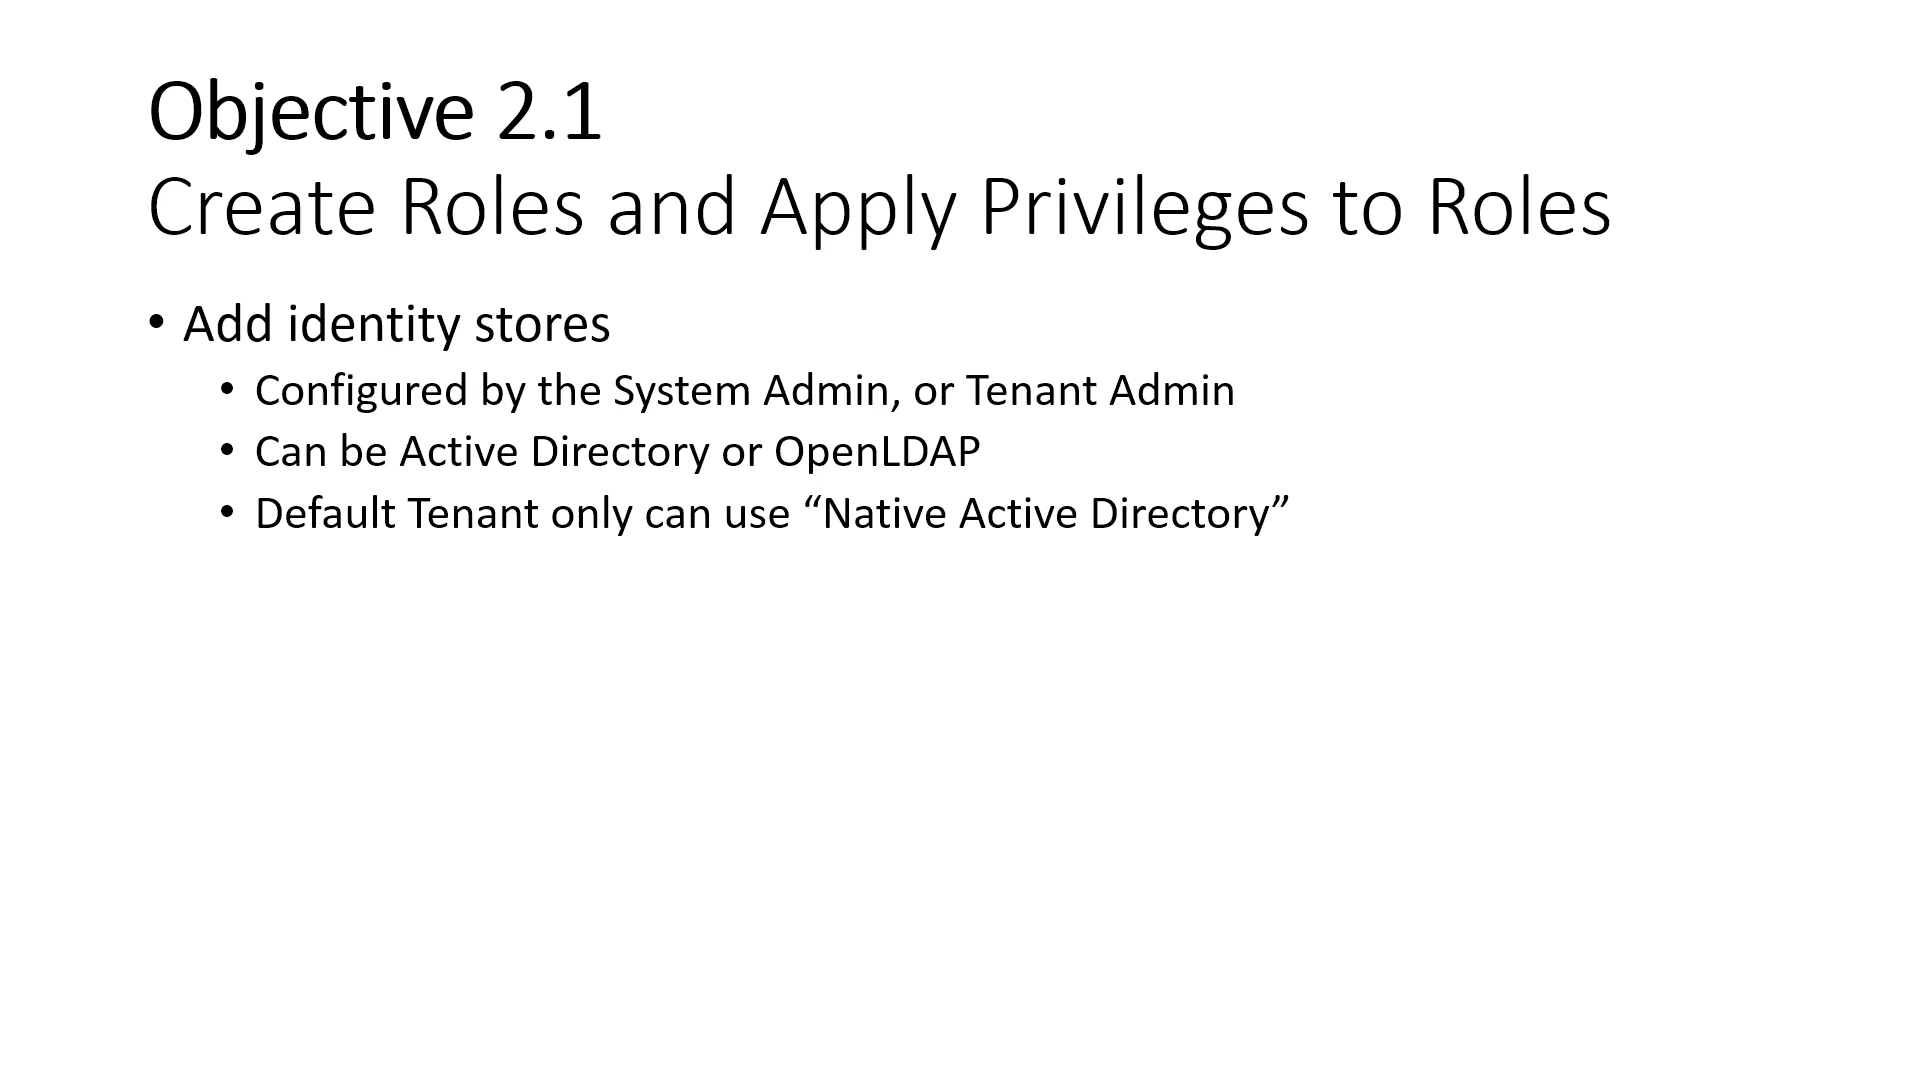 Objective 2.1
Create Roles and Apply Privileges to Roles
• Add identity stores
• Configured by the System Admin, or Tenant Admin
• Can be Active Directory or OpenLDAP
• Default Tenant only can use “Native Active Directory”